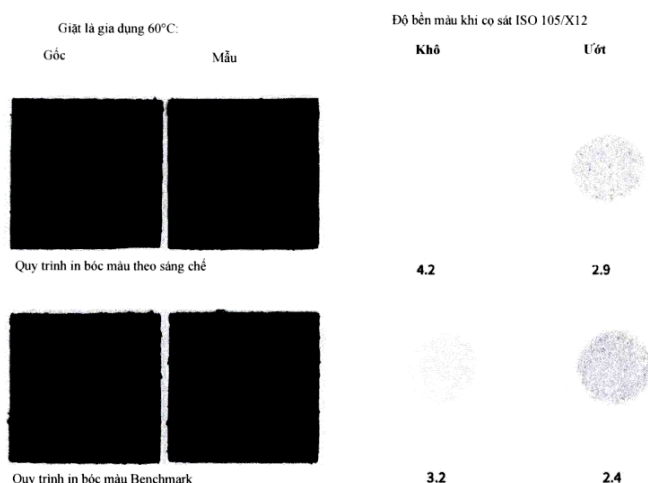 Giặt là gia dụng 60°C:
Gốc Mẫu
Độ bền màu khi cọ sát ISO 105/X12
Khô Ướt
Quy trình in bóc màu theo sáng chế
4.2 2.9
Quy trình in bóc màu Benchmark
3.2 2.4